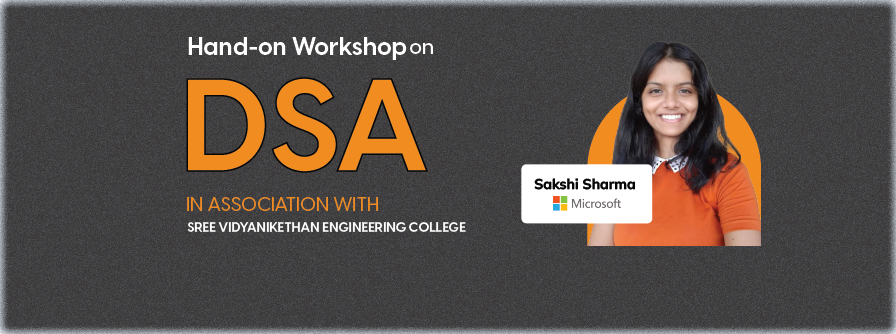 Hand-on Workshop on
DSA
IN ASSOCIATION WITH
SREE VIDYANIKETHAN ENGINEERING COLLEGE
Sakshi Sharma
Microsoft